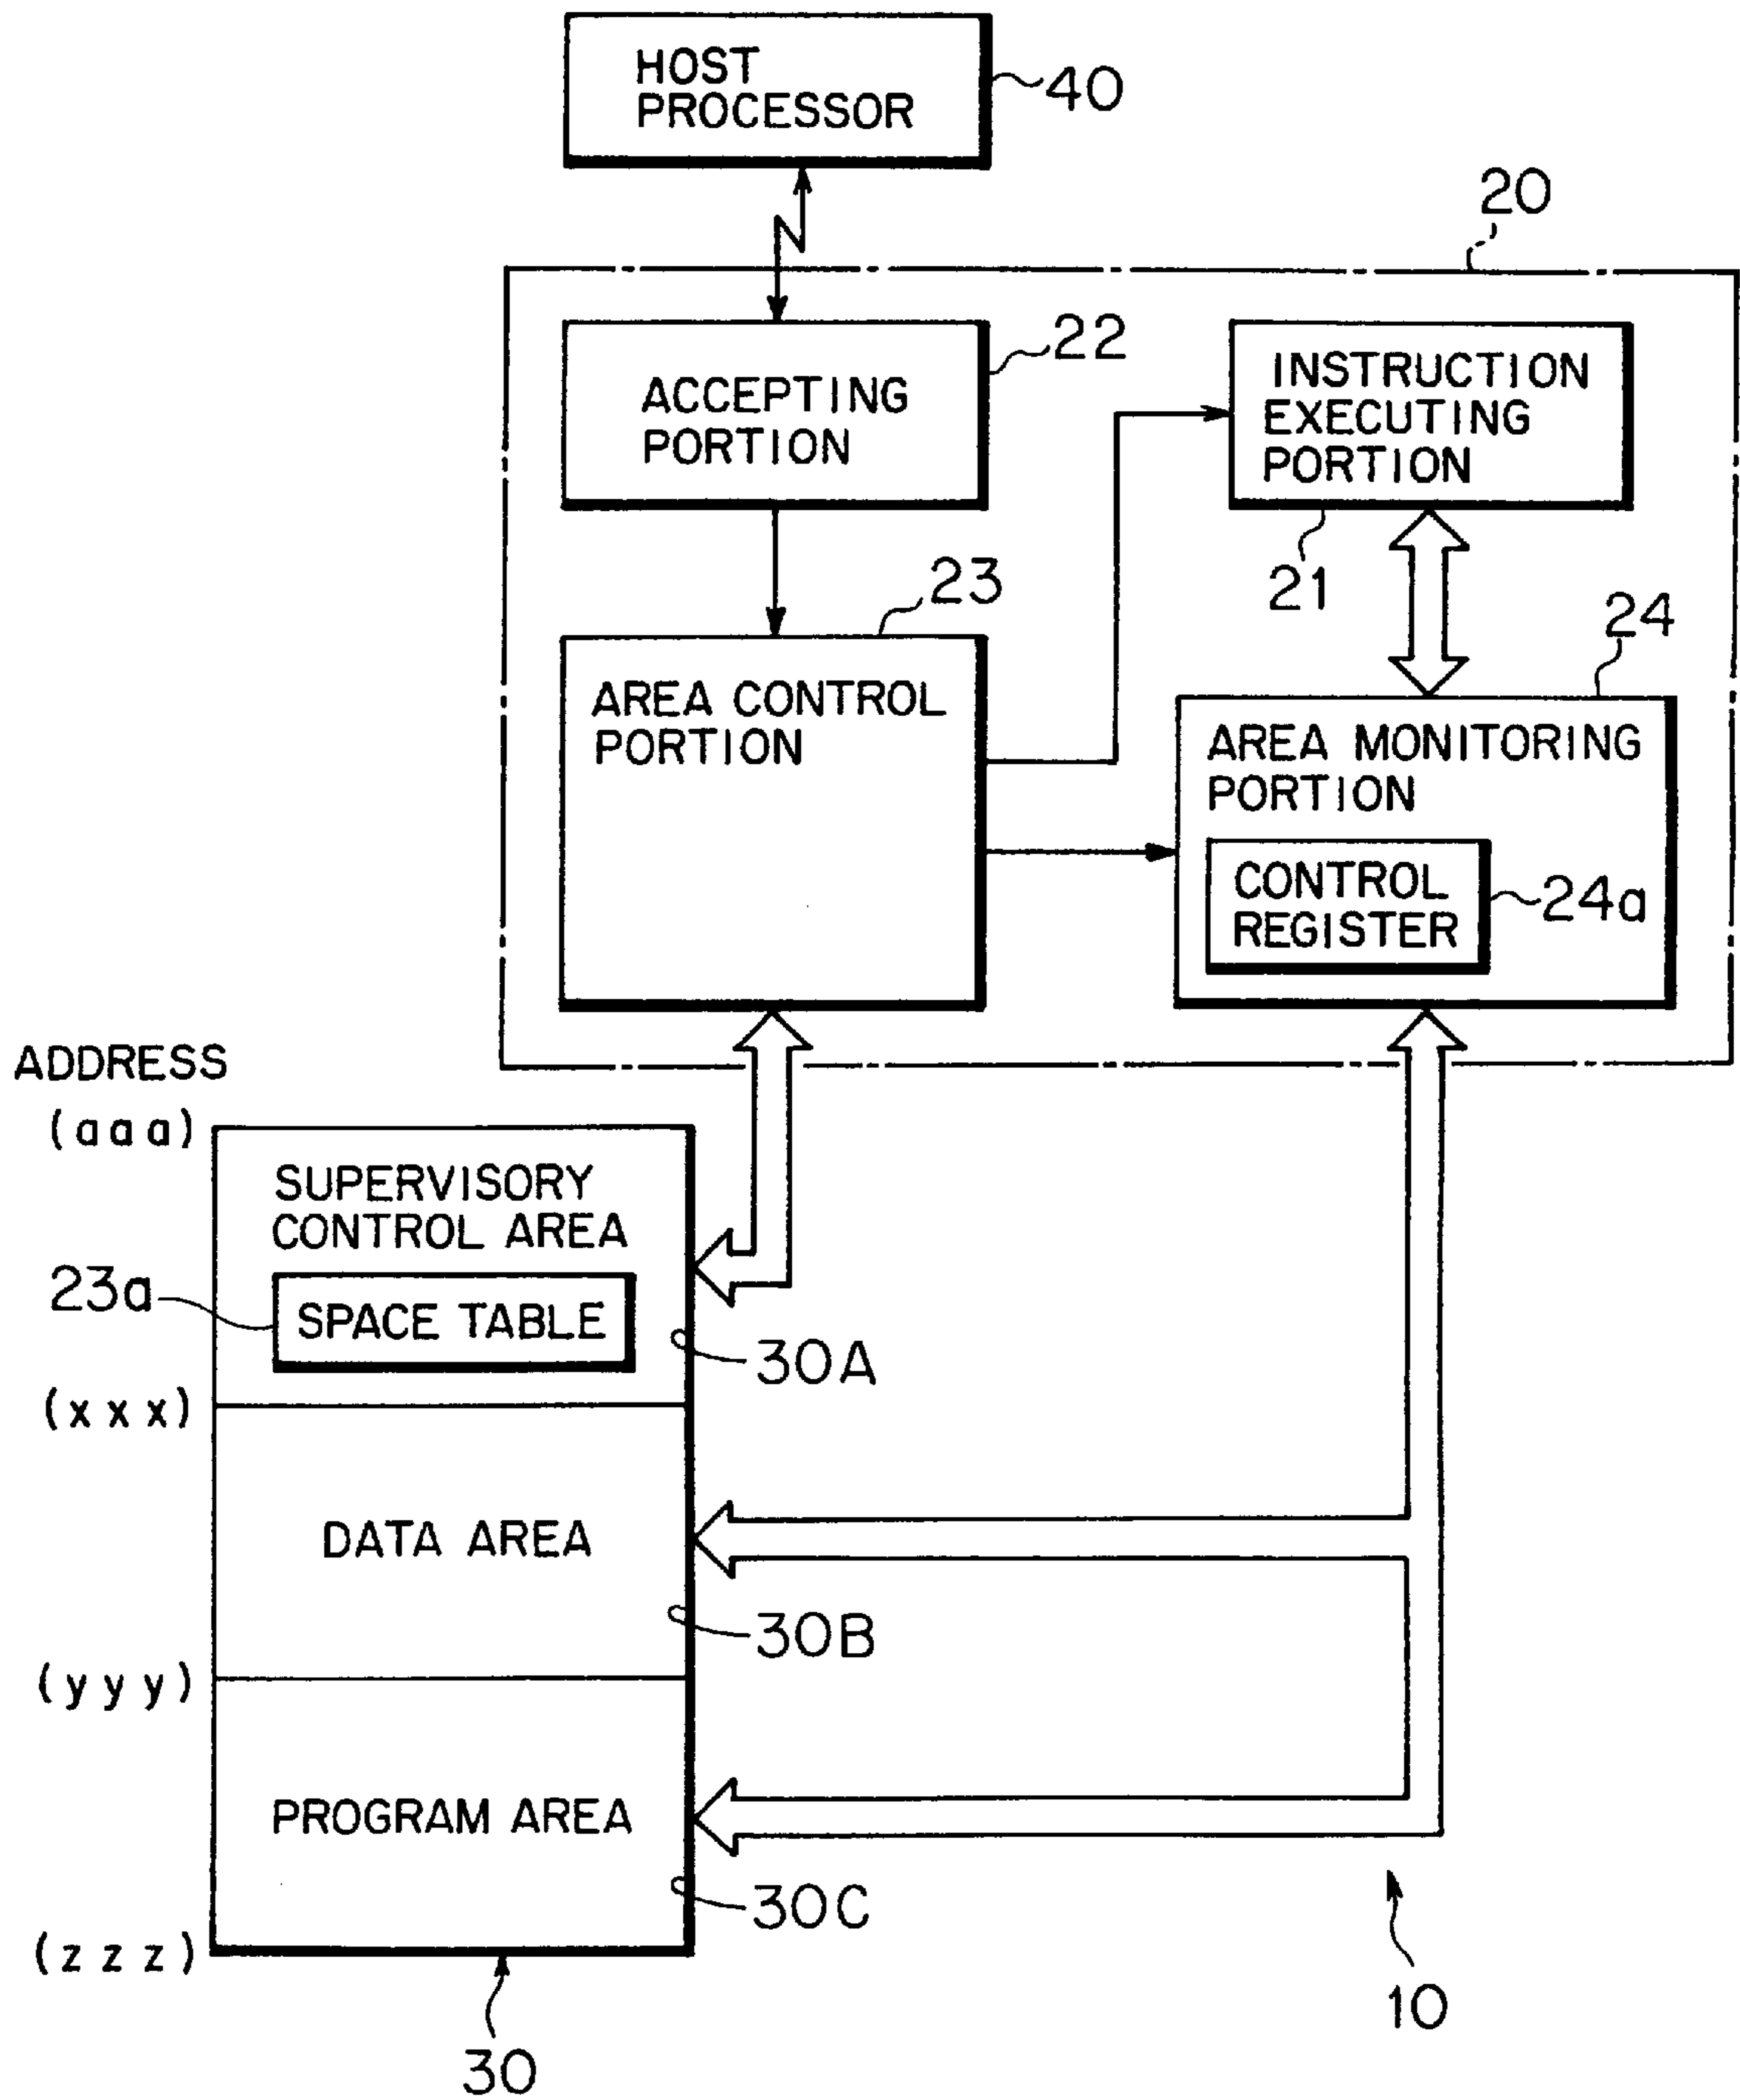 HOST
PROCESSOR
40
20
ACCEPTING
PORTION
22
INSTRUCTION
EXECUTING
PORTION
21
23
AREA CONTROL
PORTION
24
AREA MONITORING
PORTION
CONTROL
REGISTER
24a
ADDRESS
(aaa)
SUPERVISORY
CONTROL AREA
23a
SPACE TABLE
30A
(xxx)
DATA AREA
30B
(yyy)
PROGRAM AREA
30C
(zzz)
30
10